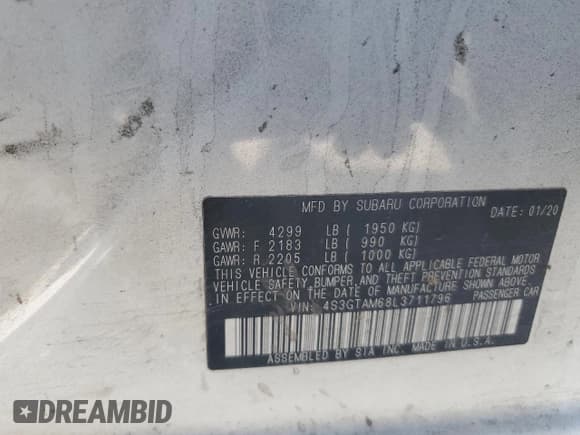 MFD BY SUBARU CORPORATION
DATE: 01/20
GVWR: 4299 LB ( 1950 KG)
GAWR: F 2183 LB ( 990 KG)
GAWR: R 2205 LB ( 1000 KG)
THIS VEHICLE CONFORMS TO ALL APPLICABLE FEDERAL MOTOR
VEHICLE SAFETY, BUMPER, AND THEFT PREVENTION STANDARDS
IN EFFECT ON THE DATE OF MANUFACTURE SHOWN ABOVE
VIN: 4S3GTAM68L3711796 PASSENGER CAR
ASSEMBLED BY SIA INC. MADE IN U.S.A.
DREAMBID